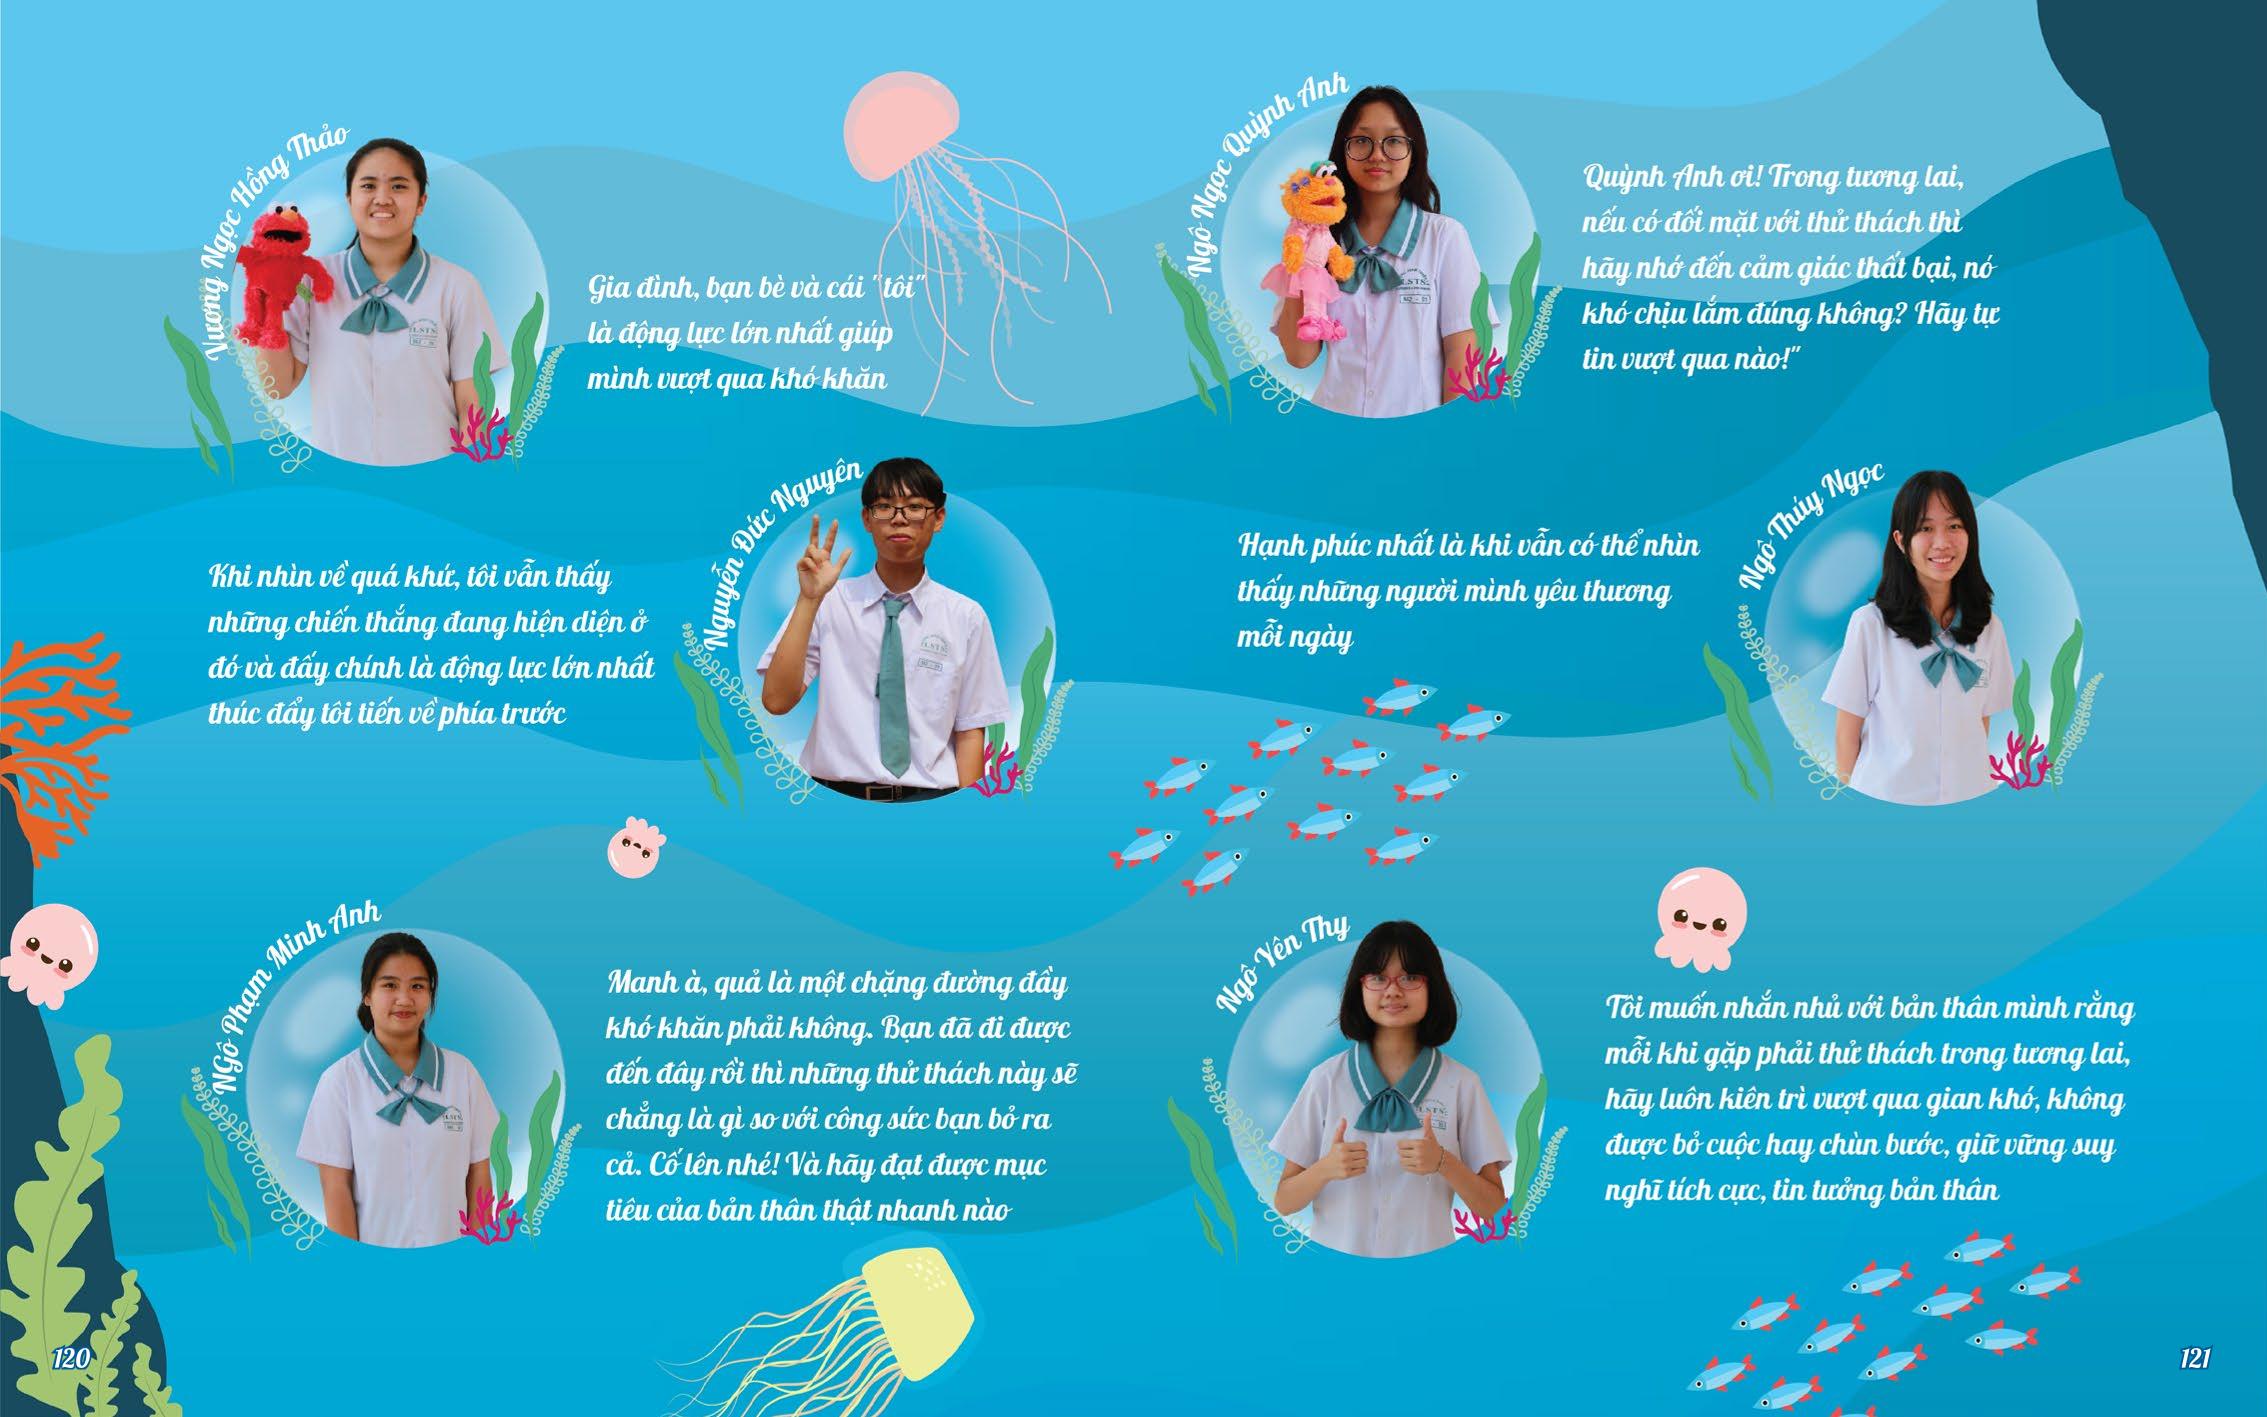 Vương Ngọc Hồng Thảo
Gia đình, bạn bè và cái "tôi"
là động lực lớn nhất giúp
mình vượt qua khó khăn
Nguyễn Đức Nguyên
Khi nhìn về quá khứ, tôi vẫn thấy
những chiến thắng đang hiện diện ở
đó và đấy chính là động lực lớn nhất
thúc đẩy tôi tiến về phía trước
NGô Phạm Minh Anh
Manh à, quả là một chặng đường đầy
khó khăn phải không. Bạn đã đi được
đến đây rồi thì những thử thách này sẽ
chẳng là gì so với công sức bạn bỏ ra
cả. Cố lên nhé! Và hãy đạt được mục
tiêu của bản thân thật nhanh nào
120
Ngô Ngọc Quỳnh Anh
Quỳnh Anh ơi! Trong tương lai,
nếu có đối mặt với thử thách thì
hãy nhớ đến cảm giác thất bại, nó
khó chịu lắm đúng không? Hãy tự
tin vượt qua nào!"
Ngô Thúy Ngọc
Hạnh phúc nhất là khi vẫn có thể nhìn
thấy những người mình yêu thương
mỗi ngày
Ngô Yên Thy
Tôi muốn nhắn nhủ với bản thân mình rằng
mỗi khi gặp phải thử thách trong tương lai,
hãy luôn kiên trì vượt qua gian khó, không
được bỏ cuộc hay chùn bước, giữ vững suy
nghĩ tích cực, tin tưởng bản thân
121